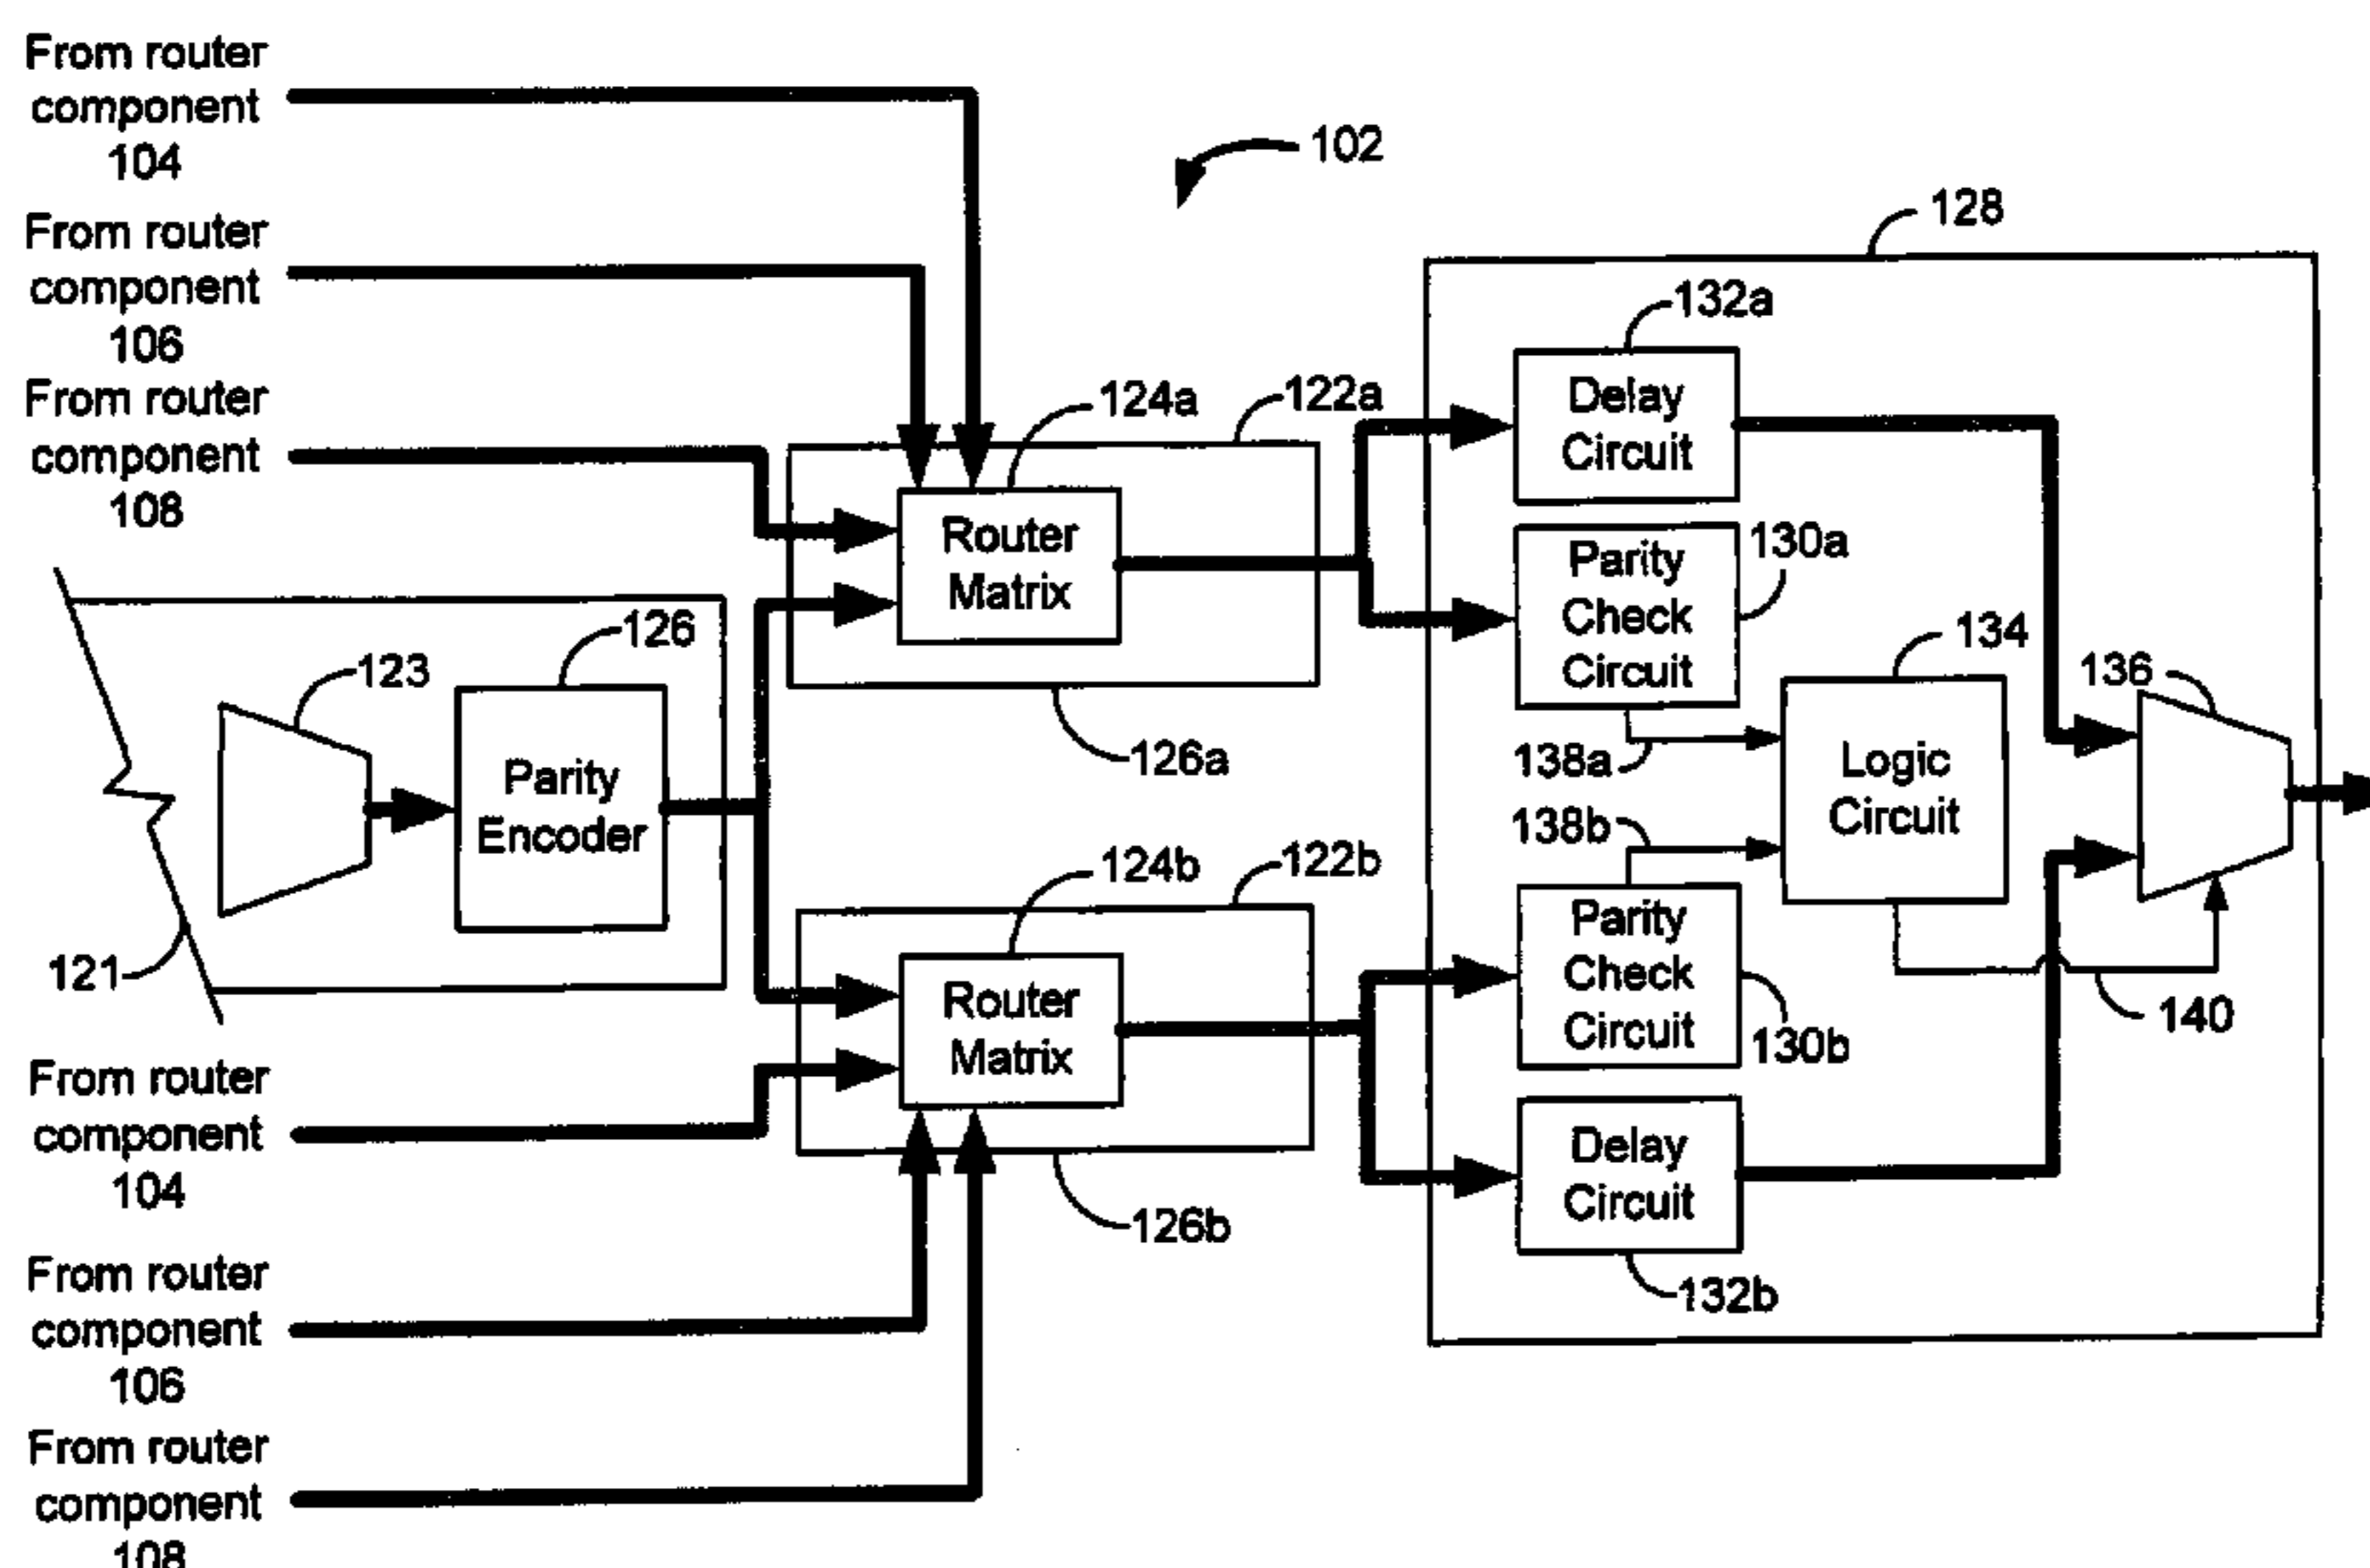 From router
component
104
102
From router
component
106
128
132a
Delay
Circuit
From router
component
108
124a
122a
Router
Matrix
Parity
Check
Circuit
130a
126
123
134
136
Parity
Encoder
126a
138a
Logic
Circuit
138b
121
124b
122b
Router
Matrix
Parity
Check
Circuit
130b
140
From router
component
104
126b
Delay
Circuit
132b
From router
component
106
From router
component
108